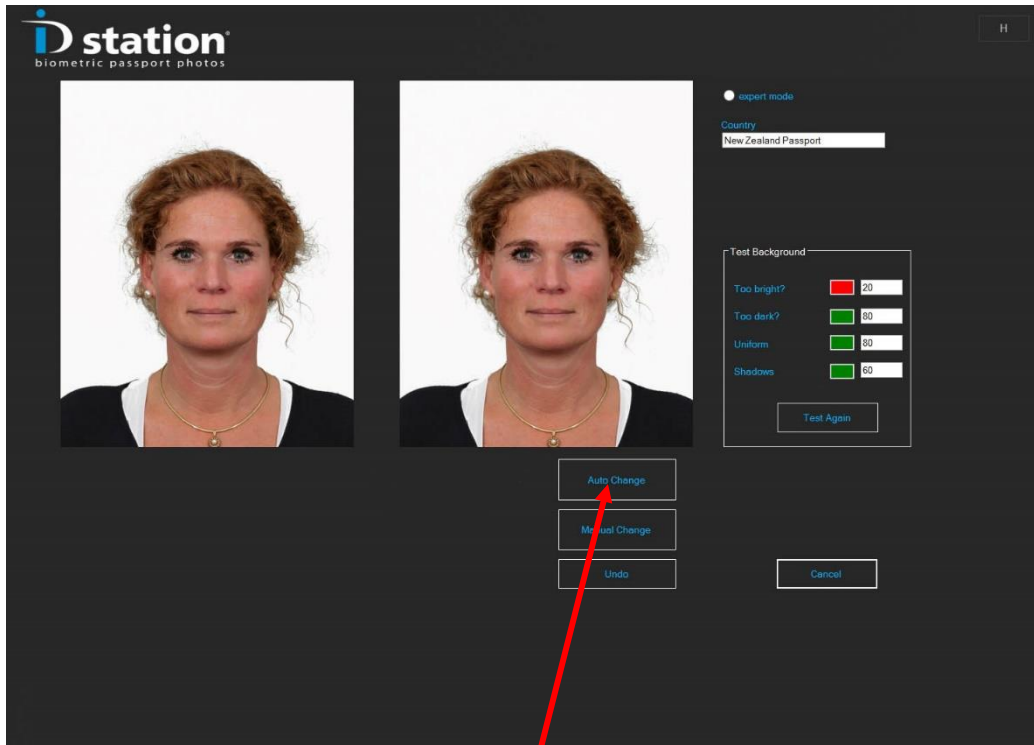 iD station®
biometric passport photos
H
expert mode
Country
New Zealand Passport
Test Background
Too bright? 20
Too dark? 80
Uniform 80
Shadows 60
Test Again
Auto Change
Manual Change
Undo
Cancel